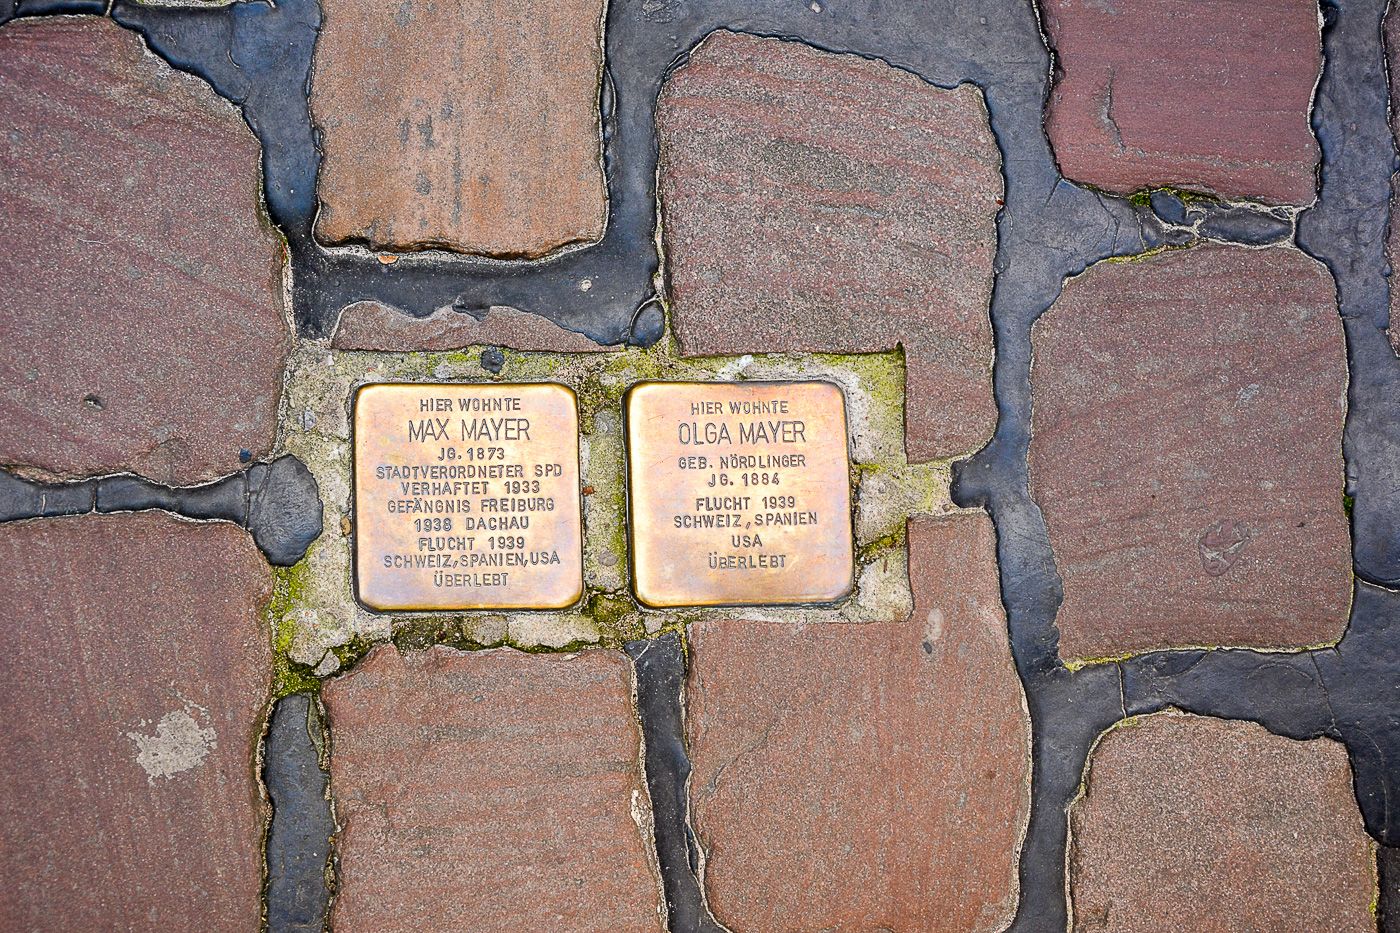 HIER WOHNTE
MAX MAYER
JG. 1873
STADTVERORDNETER SPD
VERHAFTET 1933
GEFÄNGNIS FREIBURG
1938 DACHAU
FLUCHT 1939
SCHWEIZ, SPANIEN, USA
ÜBERLEBT
HIER WOHNTE
OLGA MAYER
GEB. NÖRDLINGER
JG. 1884
FLUCHT 1939
SCHWEIZ, SPANIEN
USA
ÜBERLEBT